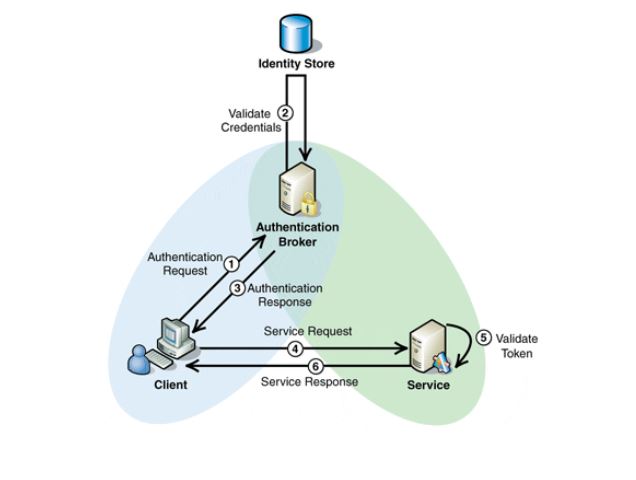 Identity Store
Validate
Credentials
2
Authentication
Broker
Authentication
Request
1
3
Authentication
Response
Service Request
4
5
Validate
Token
6
Service Response
Client
Service